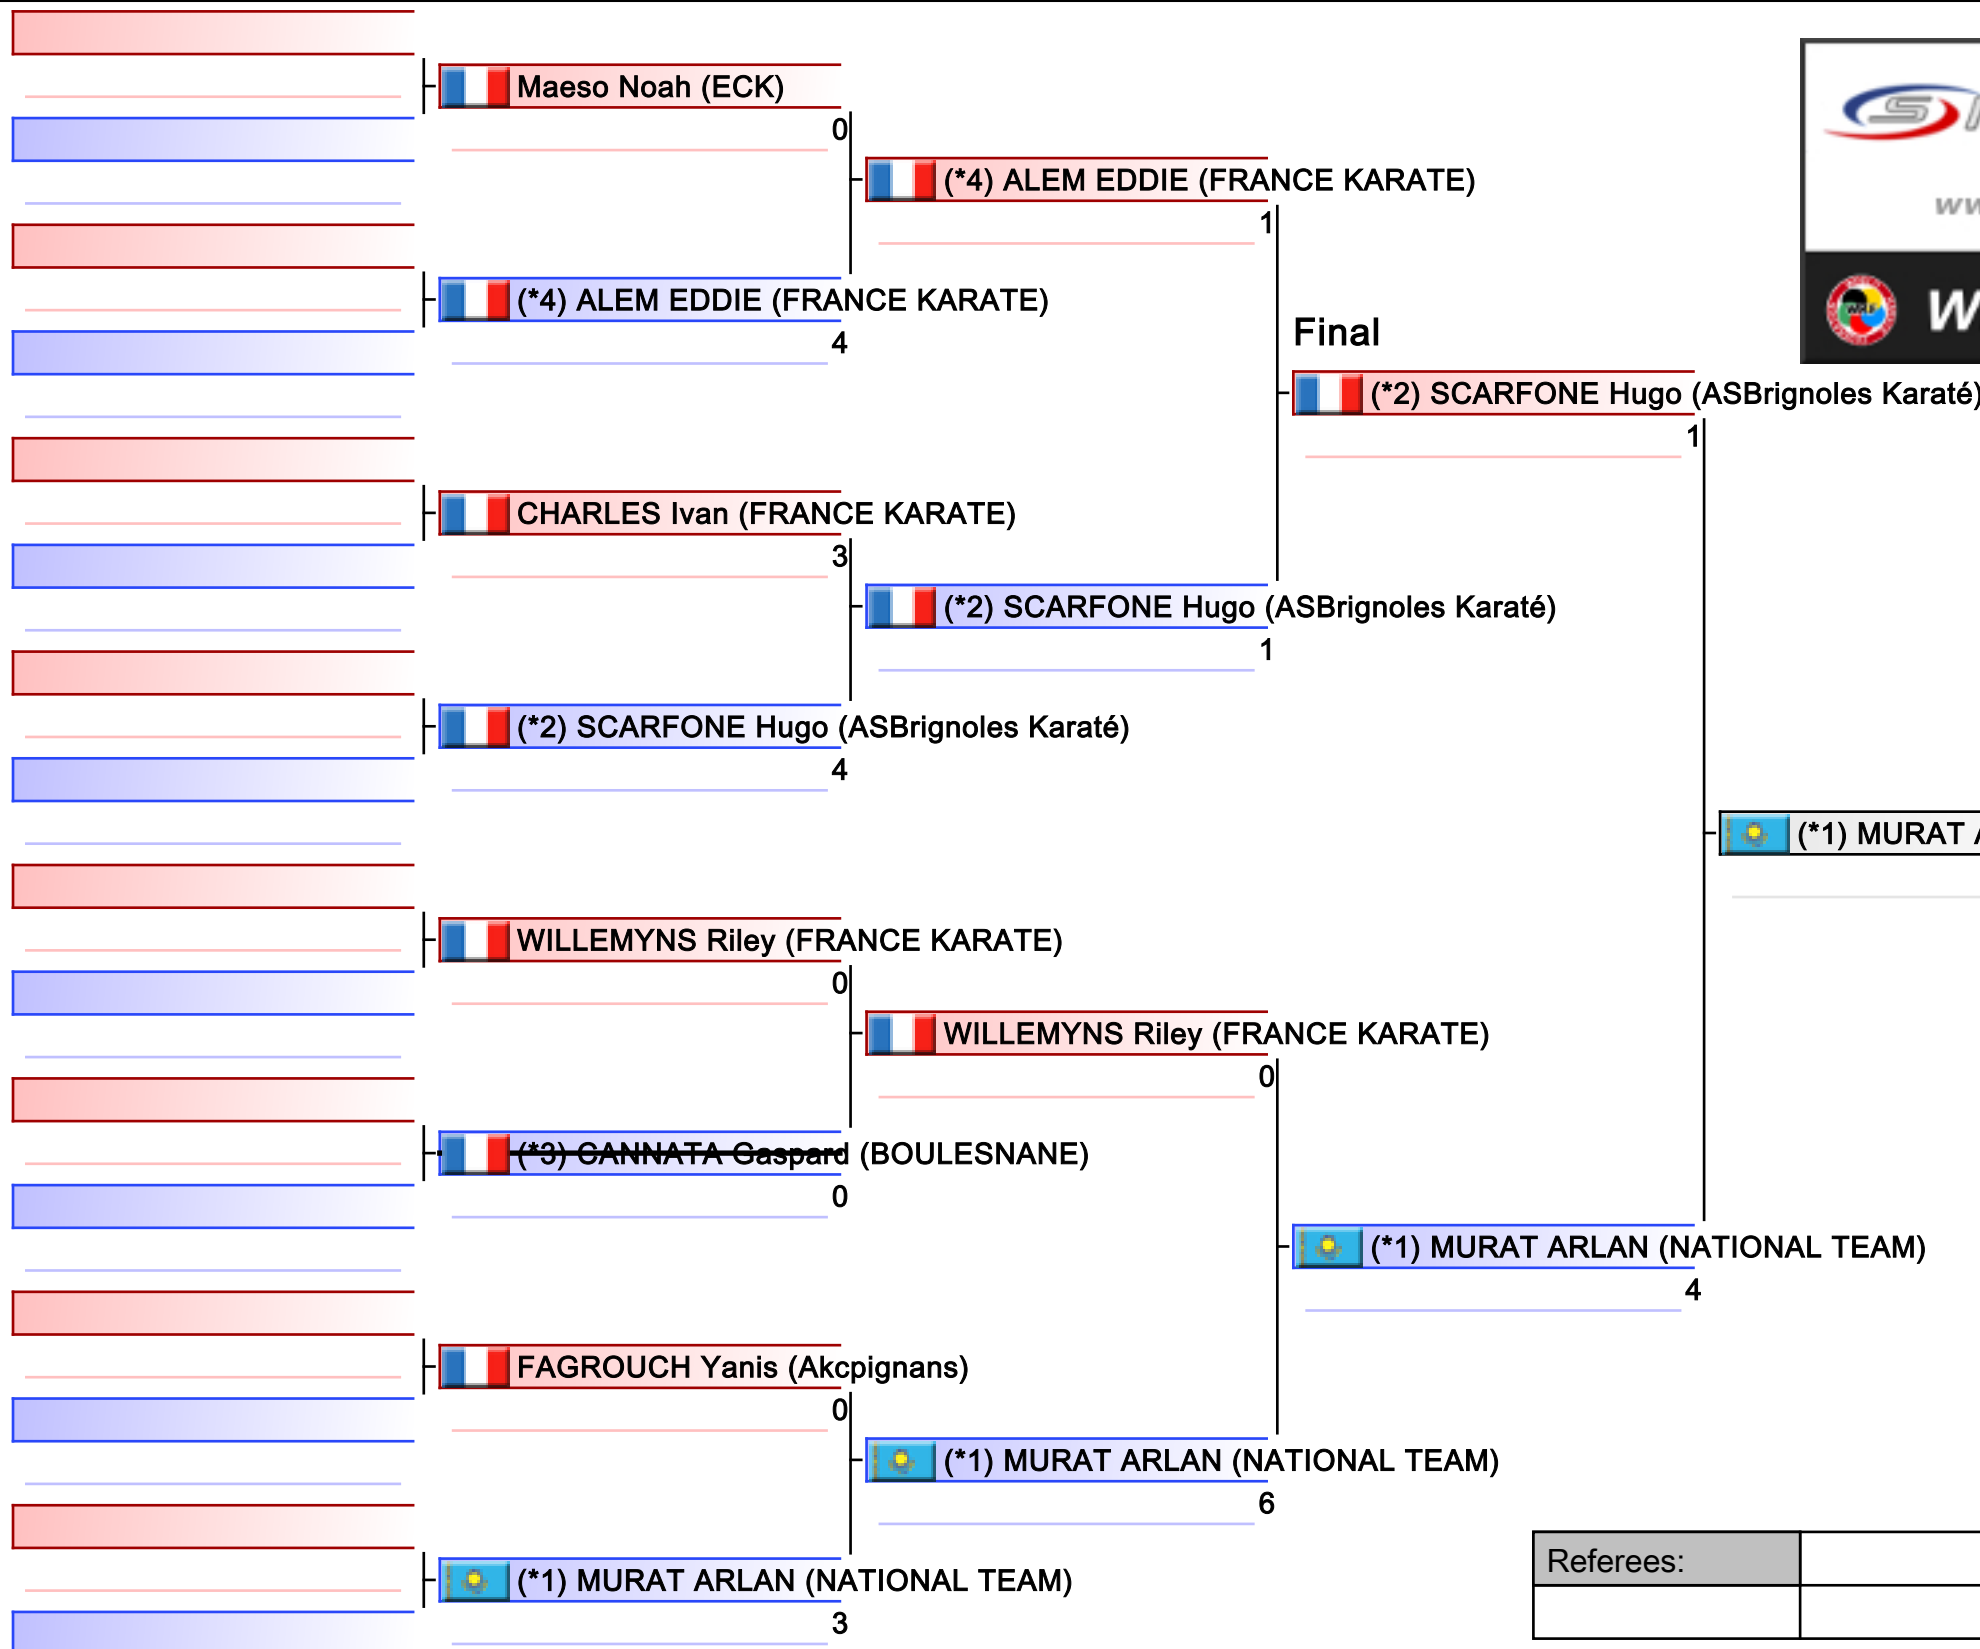 Maeso Noah (ECK)
0
(*4) ALEM EDDIE (FRANCE KARATE)
1
(*4) ALEM EDDIE (FRANCE KARATE)
4
Final
(*2) SCARFONE Hugo (ASBrignoles Karaté)
1
CHARLES Ivan (FRANCE KARATE)
3
(*2) SCARFONE Hugo (ASBrignoles Karaté)
1
(*2) SCARFONE Hugo (ASBrignoles Karaté)
4
(*1) MURAT
WILLEMYNS Riley (FRANCE KARATE)
0
WILLEMYNS Riley (FRANCE KARATE)
0
(*3) CANNATA Gaspard (BOULESNANE)
0
(*1) MURAT ARLAN (NATIONAL TEAM)
4
FAGROUCH Yanis (Akcpignans)
0
(*1) MURAT ARLAN (NATIONAL TEAM)
6
(*1) MURAT ARLAN (NATIONAL TEAM)
3
Referees: